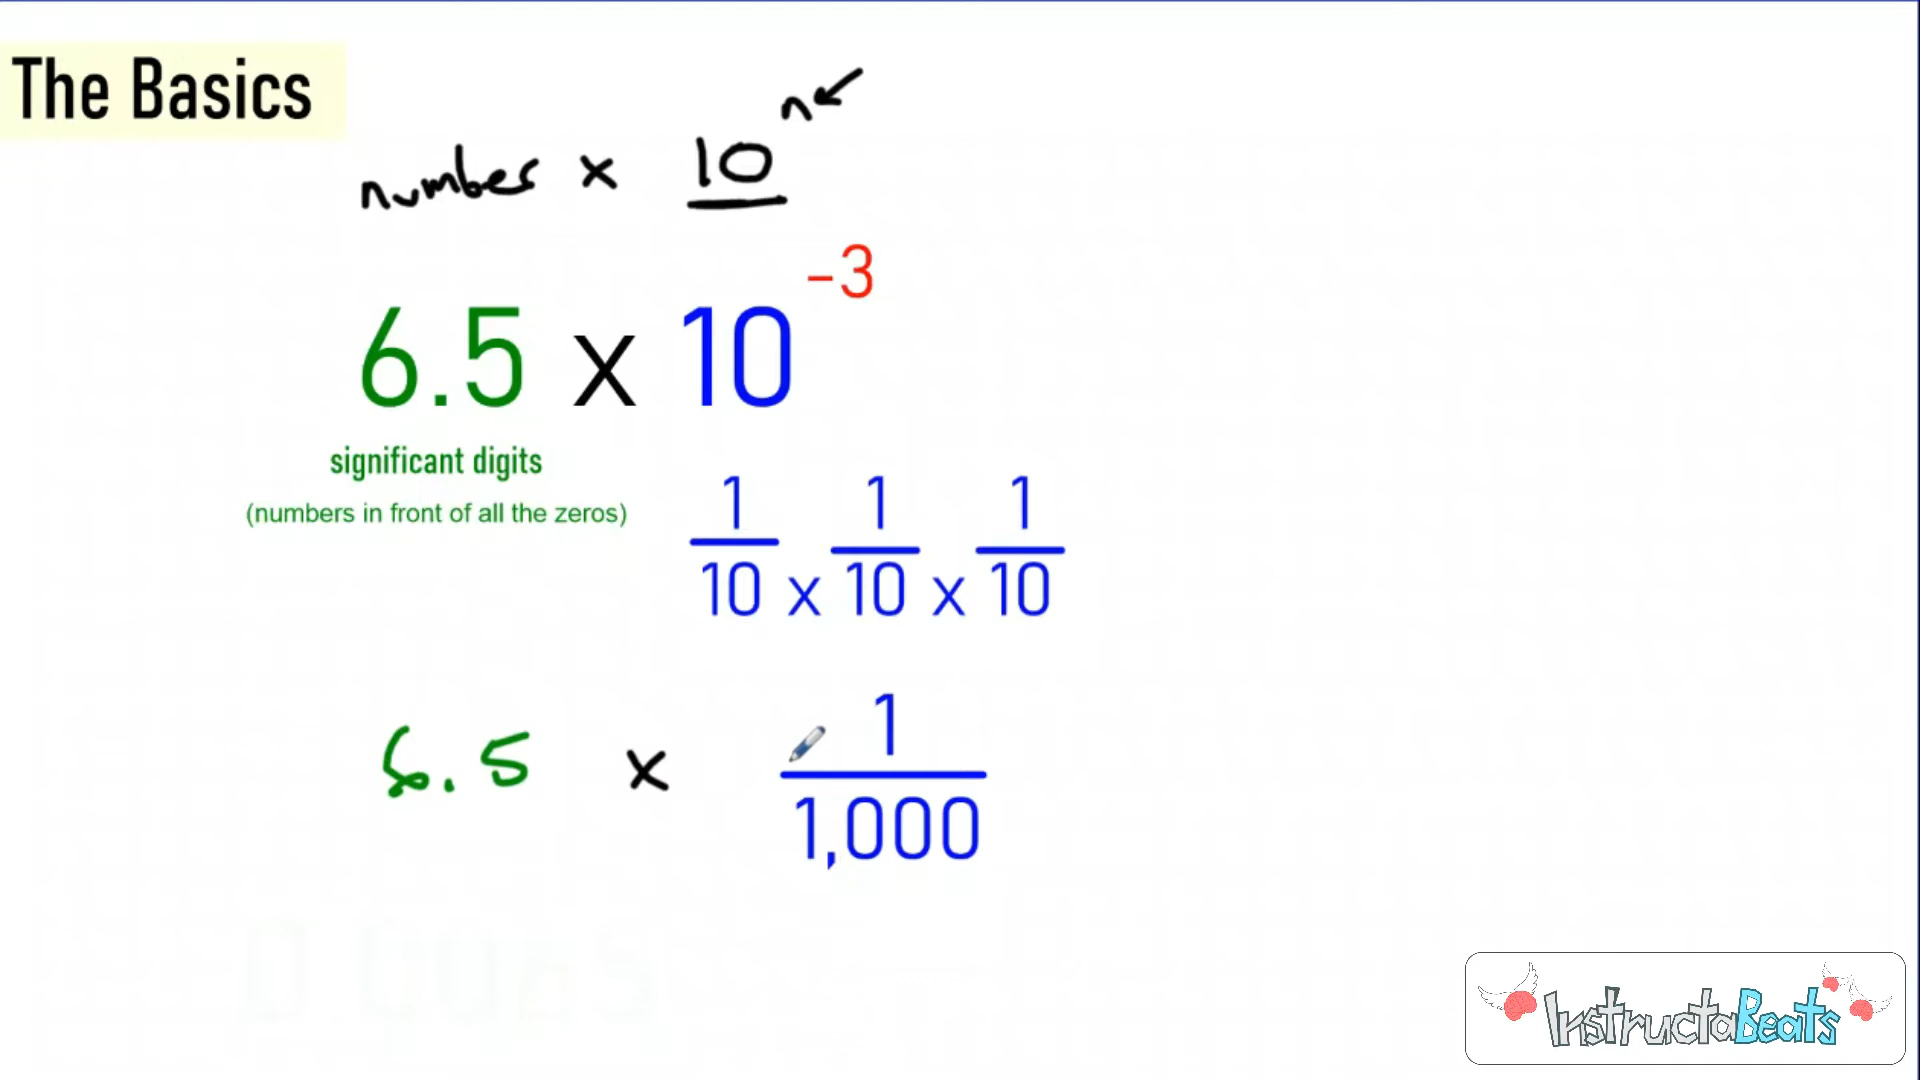 The Basics
number x 10ⁿ
6.5 x 10⁻³
significant digits
(numbers in front of all the zeros)
1/10 x 1/10 x 1/10
6.5 x 1/1,000
InstructaBeats